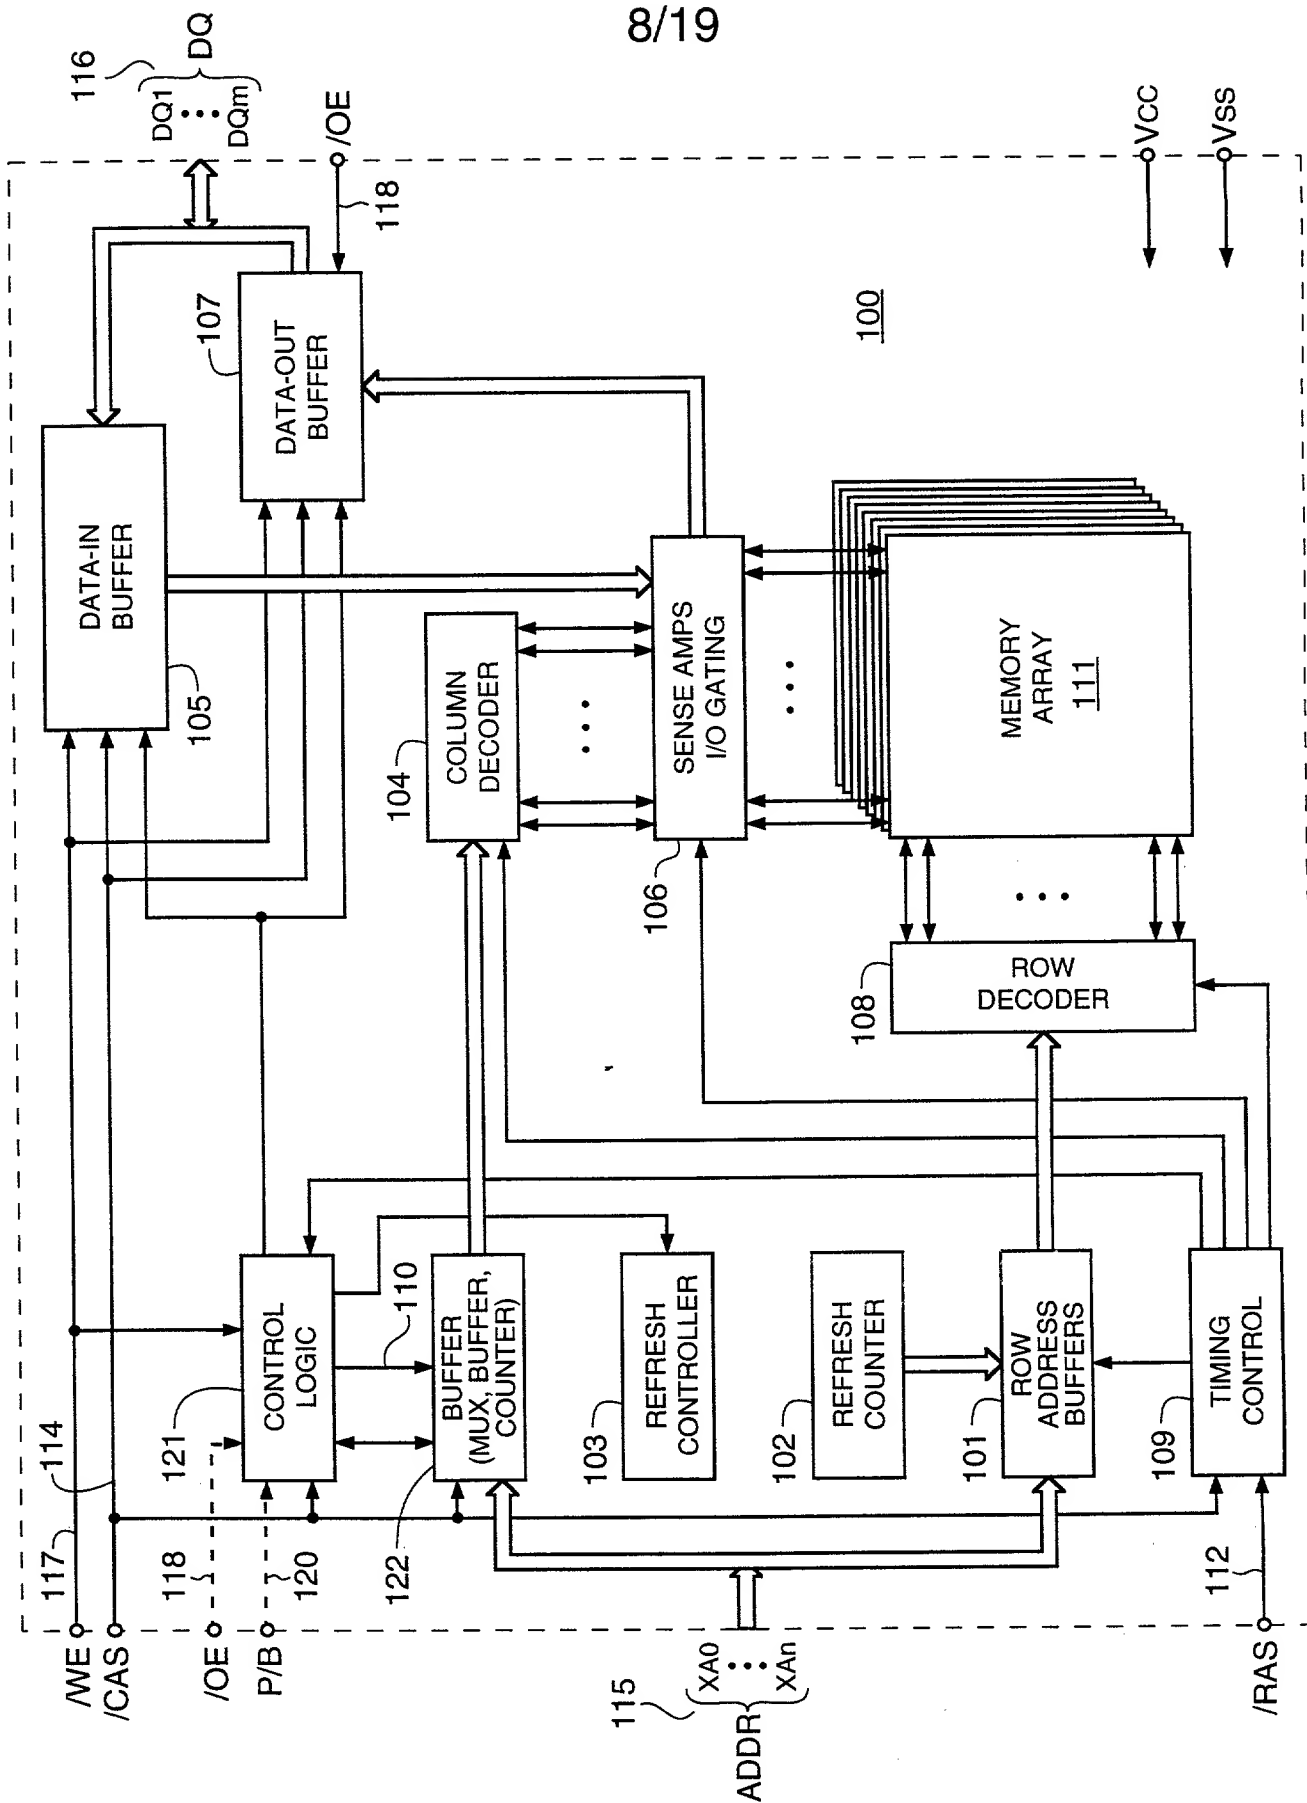 8/19
116
DQ1
DQm
DQ
/OE
118
VCC
VSS
100
DATA-IN
BUFFER
105
DATA-OUT
BUFFER
107
COLUMN
DECODER
104
SENSE AMPS
I/O GATING
106
MEMORY
ARRAY
111
ROW
DECODER
108
CONTROL
LOGIC
121
110
BUFFER
(MUX, BUFFER,
COUNTER)
122
REFRESH
CONTROLLER
103
REFRESH
COUNTER
102
ROW
ADDRESS
BUFFERS
101
TIMING
CONTROL
109
/WE
117
/CAS
114
/OE
118
P/B
120
115
ADDR
XA0
XAn
/RAS
112